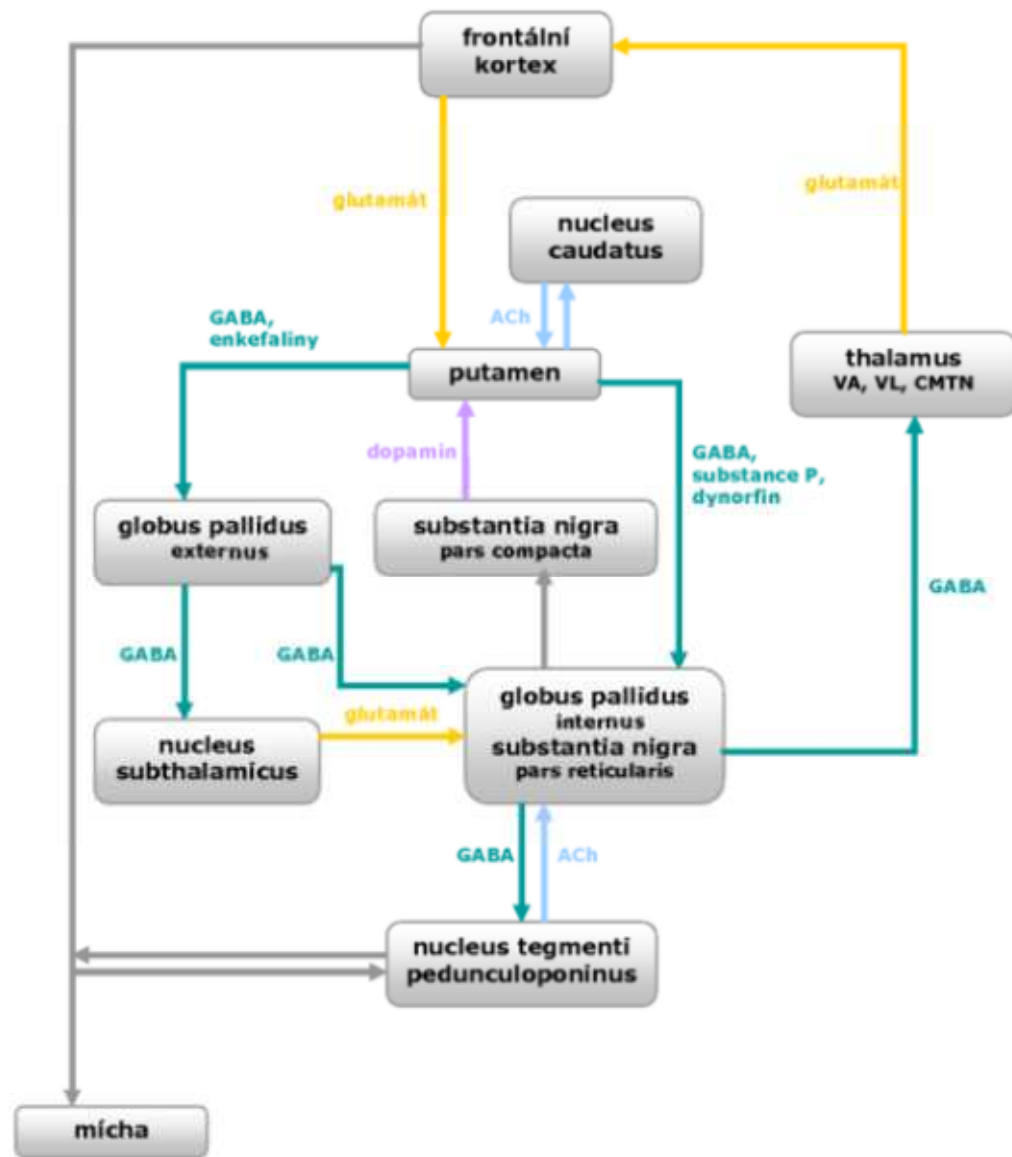 frontální
kortex
glutamát
glutamát
nucleus
caudatus
GABA,
enkefaliny
ACh
thalamus
VA, VL, CMTN
putamen
dopamin
GABA,
substance P,
dynorfin
globus pallidus
externus
substantia nigra
pars compacta
GABA
GABA
GABA
globus pallidus
internus
substantia nigra
pars reticularis
glutamát
nucleus
subthalamicus
GABA
ACh
nucleus tegmenti
pedunculoponinus
mícha